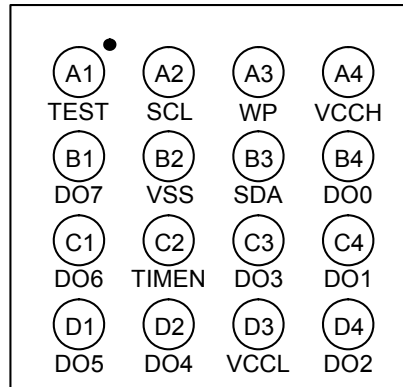 A1 A2 A3 A4
TEST SCL WP VCCH
B1 B2 B3 B4
DO7 VSS SDA DO0
C1 C2 C3 C4
DO6 TIMEN DO3 DO1
D1 D2 D3 D4
DO5 DO4 VCCL DO2